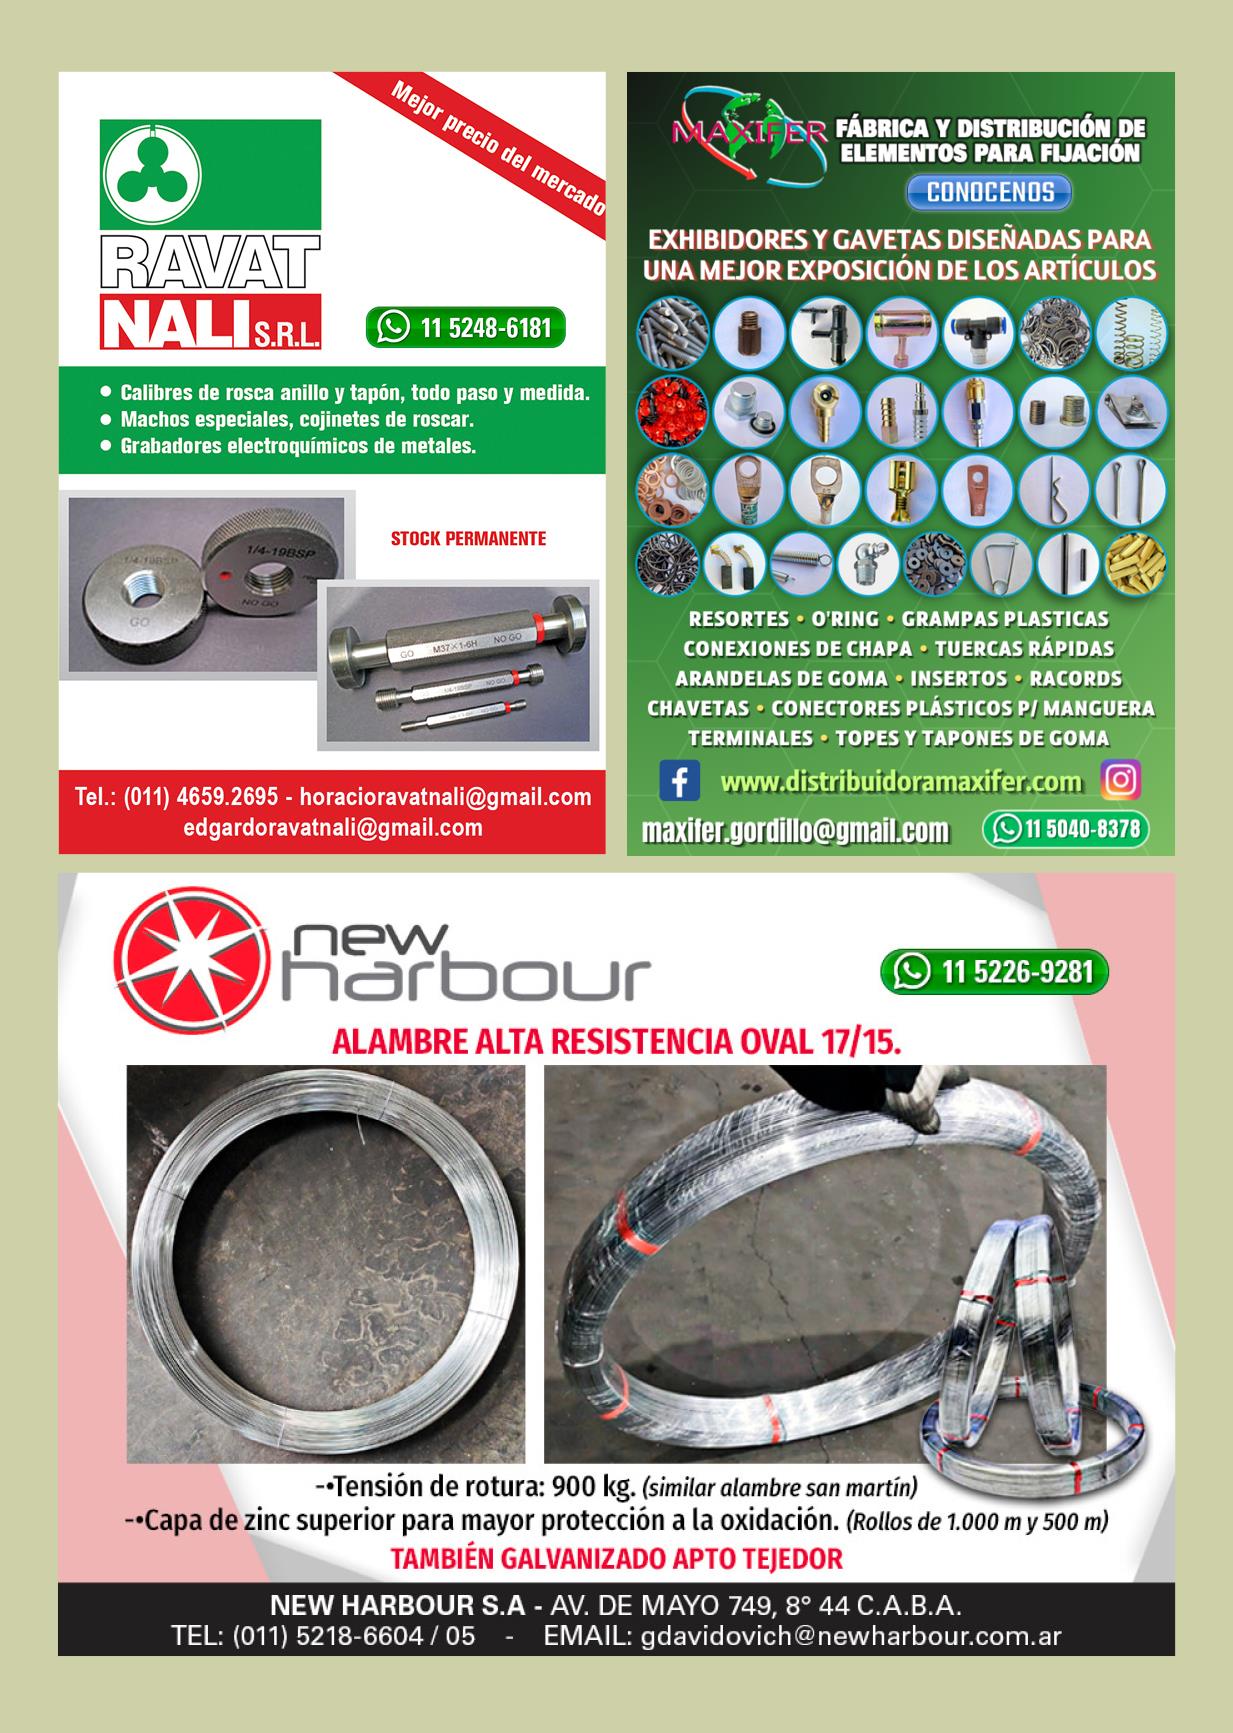 Mejor precio del mercado
RAVAT
NALI S.R.L.
11 5248-6181
• Calibres de rosca anillo y tapón, todo paso y medida.
• Machos especiales, cojinetes de roscar.
• Grabadores electroquímicos de metales.
1/4-19BSP
GO
1/4-19BSP
NO GO
STOCK PERMANENTE
GO M37×1-6H NO GO
1/4-19BSP
Tel.: (011) 4659.2695 - horacioravatnali@gmail.com
edgardoravatnali@gmail.com
MAXIFER
FÁBRICA Y DISTRIBUCIÓN DE
ELEMENTOS PARA FIJACIÓN
CONOCENOS
EXHIBIDORES Y GAVETAS DISEÑADAS PARA
UNA MEJOR EXPOSICIÓN DE LOS ARTÍCULOS
RESORTES • O'RING • GRAMPAS PLASTICAS
CONEXIONES DE CHAPA • TUERCAS RÁPIDAS
ARANDELAS DE GOMA • INSERTOS • RACORDS
CHAVETAS • CONECTORES PLÁSTICOS P/ MANGUERA
TERMINALES • TOPES Y TAPONES DE GOMA
www.distribuidoramaxifer.com
maxifer.gordillo@gmail.com
11 5040-8378
new
harbour
11 5226-9281
ALAMBRE ALTA RESISTENCIA OVAL 17/15.
-•Tensión de rotura: 900 kg. (similar alambre san martín)
-•Capa de zinc superior para mayor protección a la oxidación. (Rollos de 1.000 m y 500 m)
TAMBIÉN GALVANIZADO APTO TEJEDOR
NEW HARBOUR S.A - AV. DE MAYO 749, 8° 44 C.A.B.A.
TEL: (011) 5218-6604 / 05 - EMAIL: gdavidovich@newharbour.com.ar